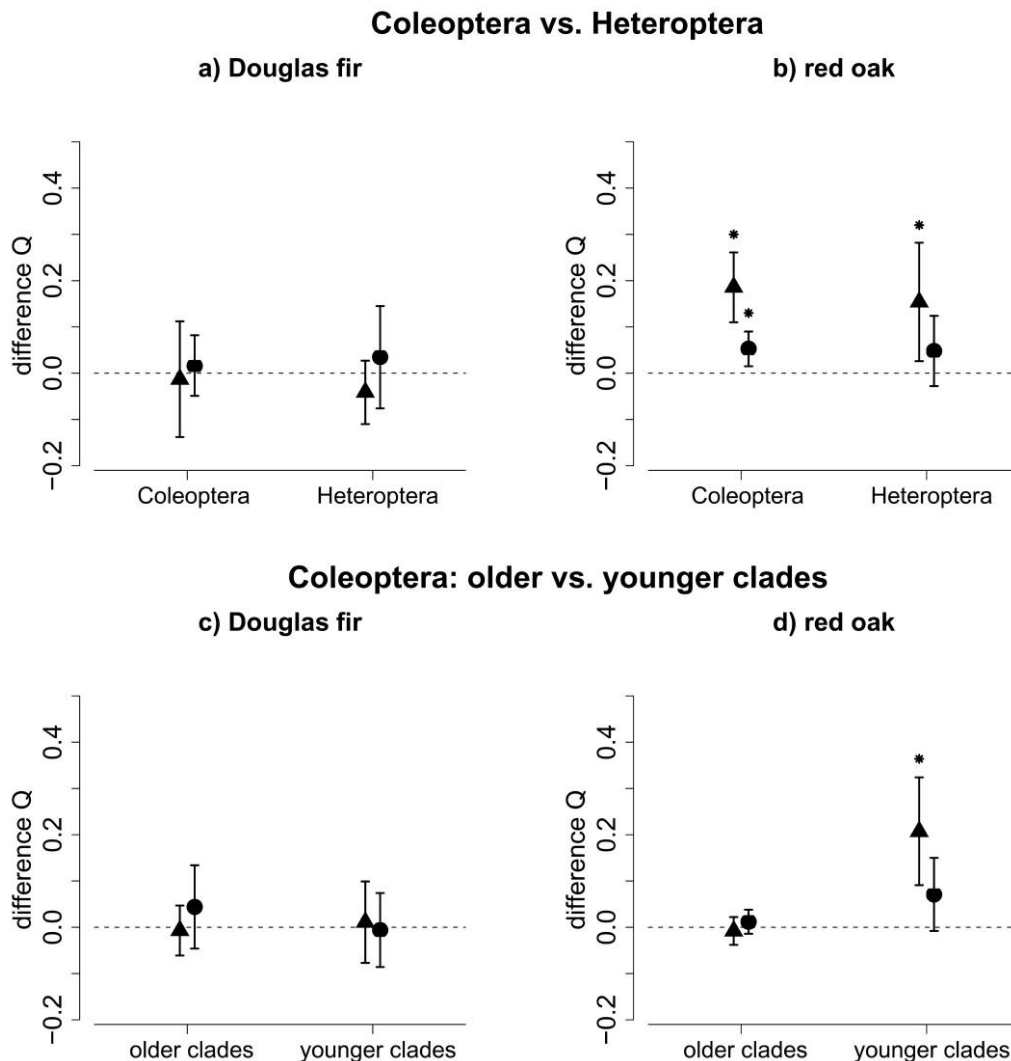 Coleoptera vs. Heteroptera
a) Douglas fir
b) red oak
difference Q
0.4
0.2
0.0
−0.2
Coleoptera
Heteroptera
difference Q
0.4
0.2
0.0
−0.2
*
*
*
Coleoptera
Heteroptera
Coleoptera: older vs. younger clades
c) Douglas fir
d) red oak
difference Q
0.4
0.2
0.0
−0.2
older clades
younger clades
difference Q
0.4
0.2
0.0
−0.2
*
older clades
younger clades